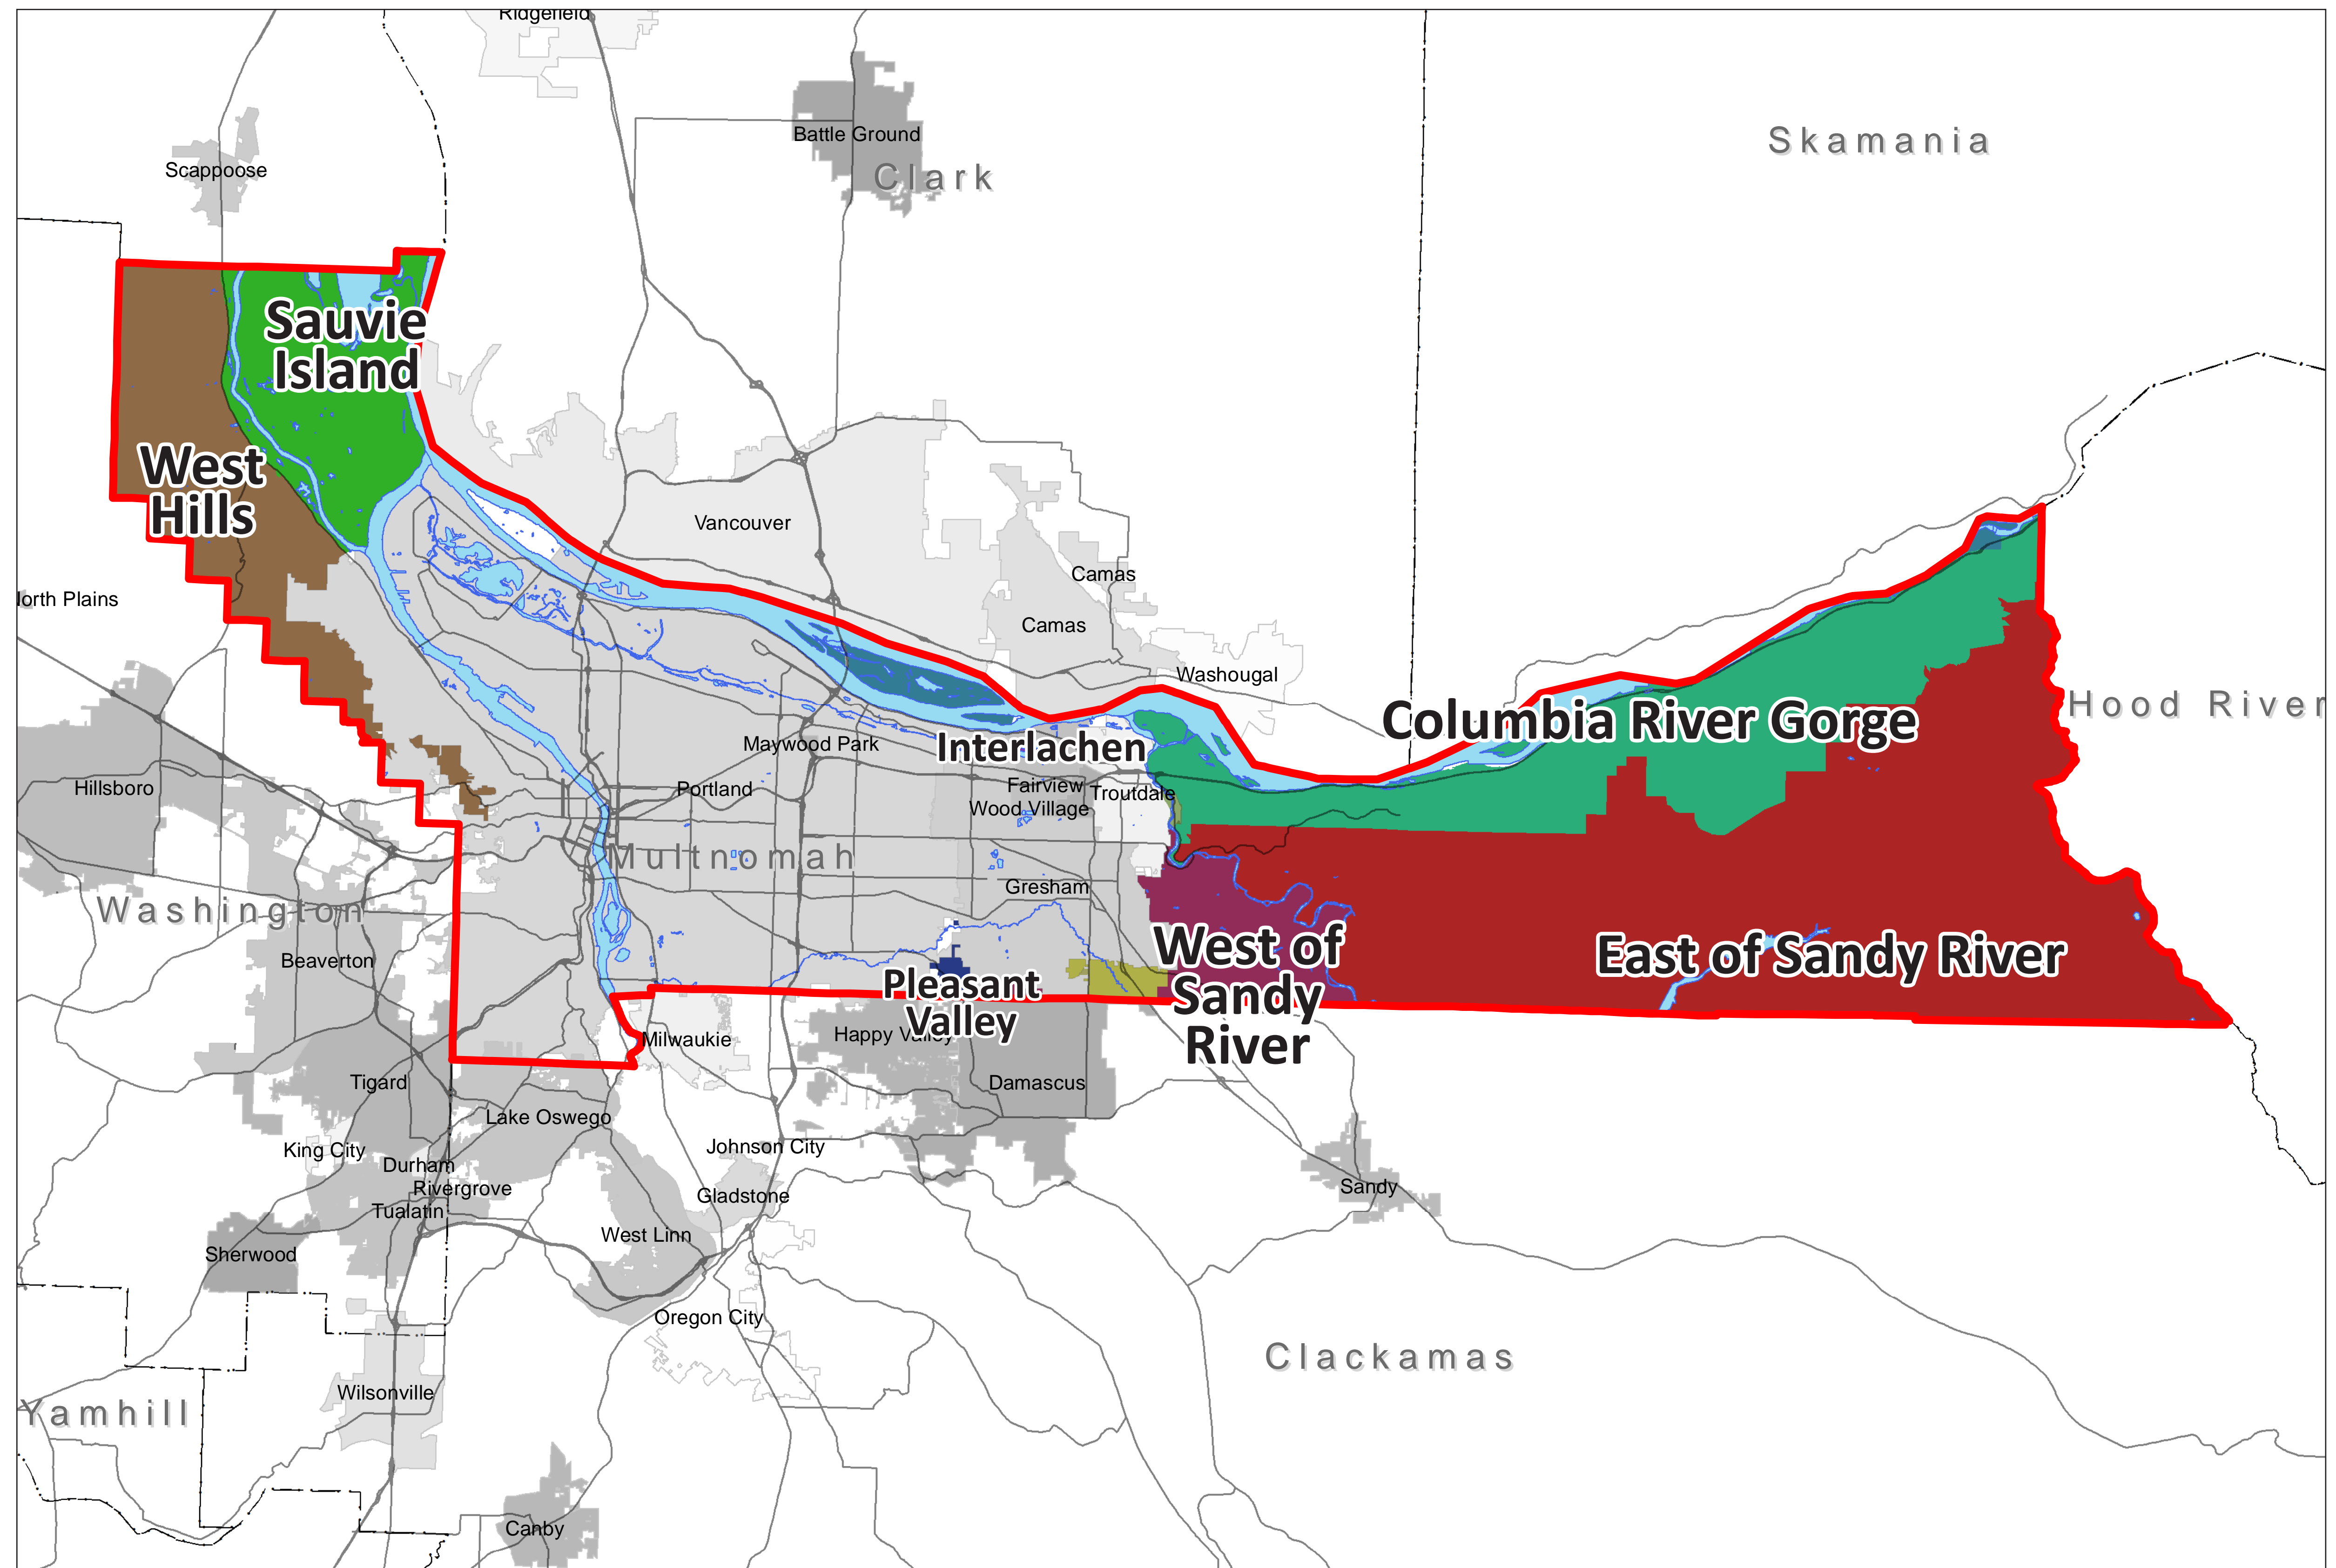 Ridgefield
Battle Ground
Skamania
Scappoose
Clark
Sauvie
Island
West
Hills
Vancouver
Camas
lorth Plains
Camas
Washougal
Hood River
Columbia River Gorge
Maywood Park
Interlachen
Hillsboro
Portland
Fairview
Troutdale
Wood Village
Multnomah
Gresham
Washington
West of
Sandy
River
East of Sandy River
Beaverton
Pleasant
Valley
Happy Valley
Milwaukie
Tigard
Damascus
Lake Oswego
King City
Johnson City
Durham
Rivergrove
Sandy
Gladstone
Tualatin
West Linn
Sherwood
Oregon City
Clackamas
Wilsonville
Yamhill
Canby